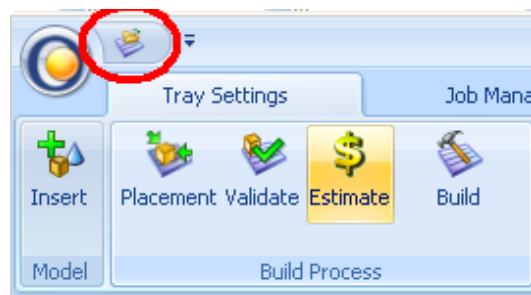 Tray Settings Job Mana
Insert Placement Validate Estimate Build
Model Build Process